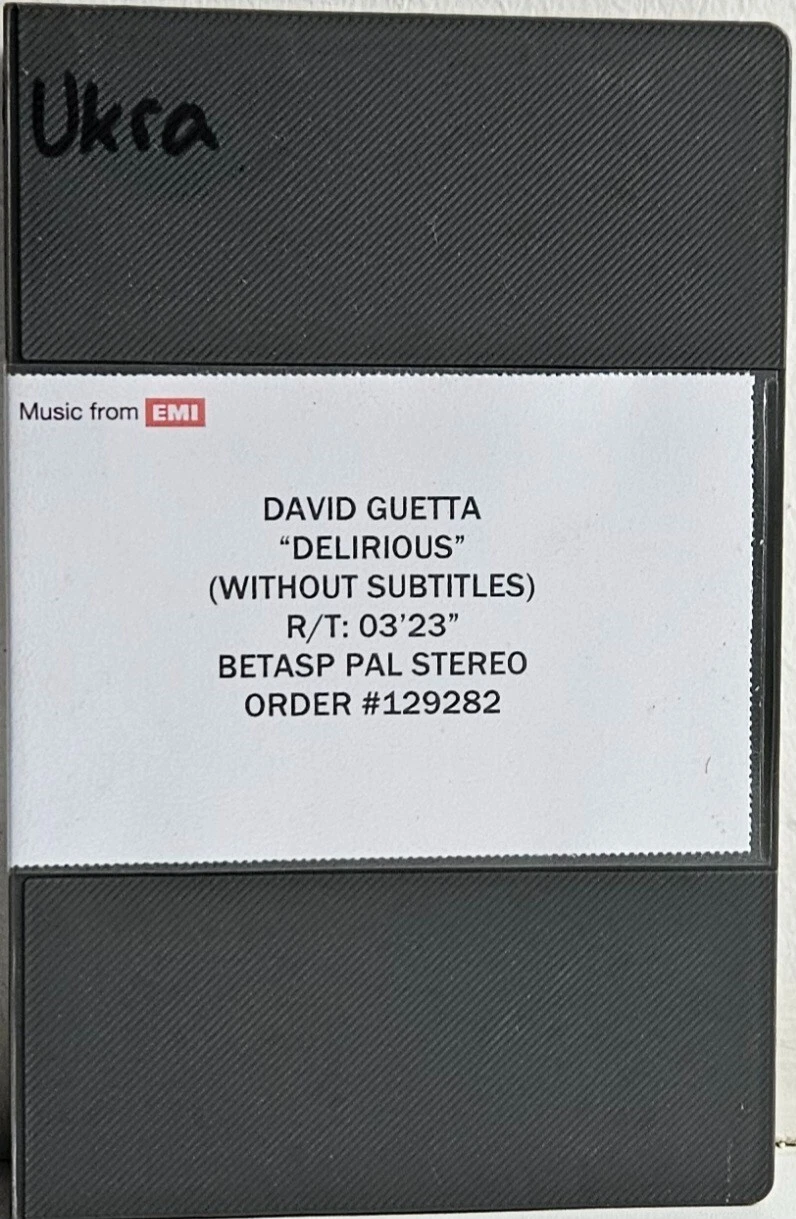 Ukra
Music from EMI
DAVID GUETTA
“DELIRIOUS”
(WITHOUT SUBTITLES)
R/T: 03’23”
BETASP PAL STEREO
ORDER #129282